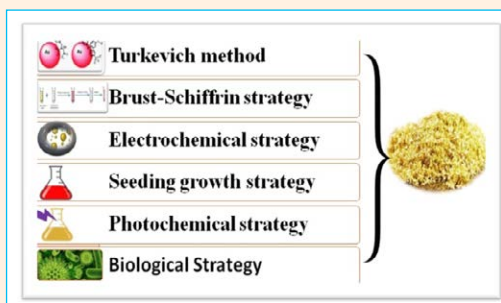 Turkevich method
Brust-Schiffrin strategy
Electrochemical strategy
Seeding growth strategy
Photochemical strategy
Biological Strategy